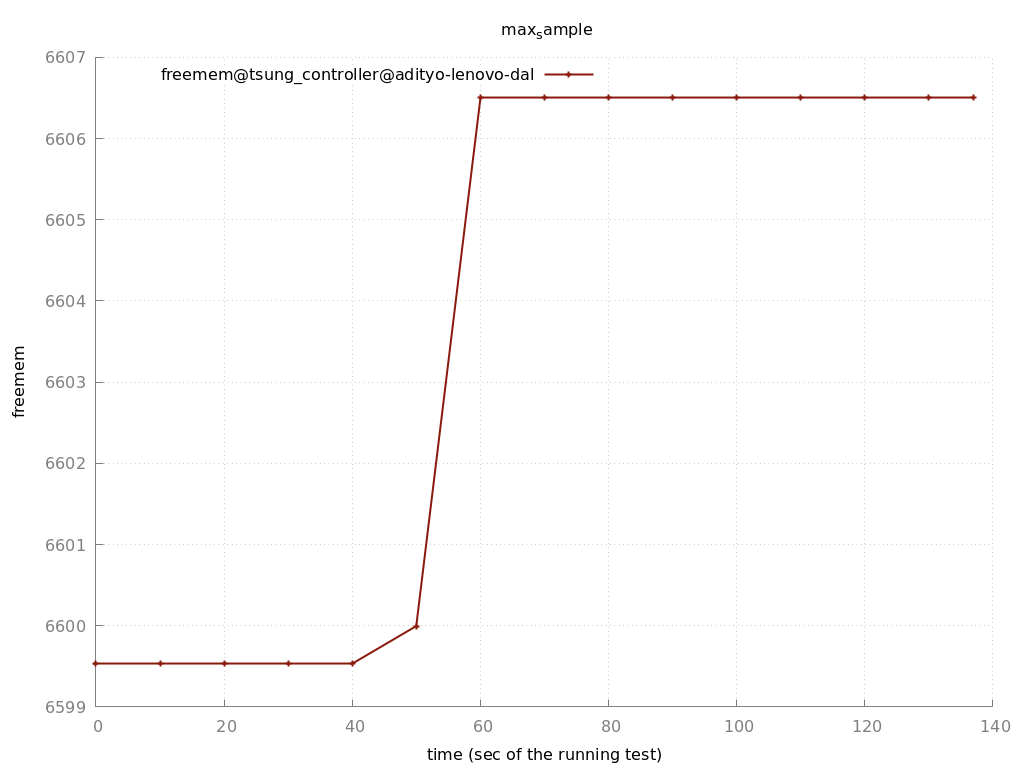 maxₛample
6607
freemem@tsung_controller@adityo-lenovo-dal
6606
6605
6604
6603
freemem
6602
6601
6600
6599
0 20 40 60 80 100 120 140
time (sec of the running test)